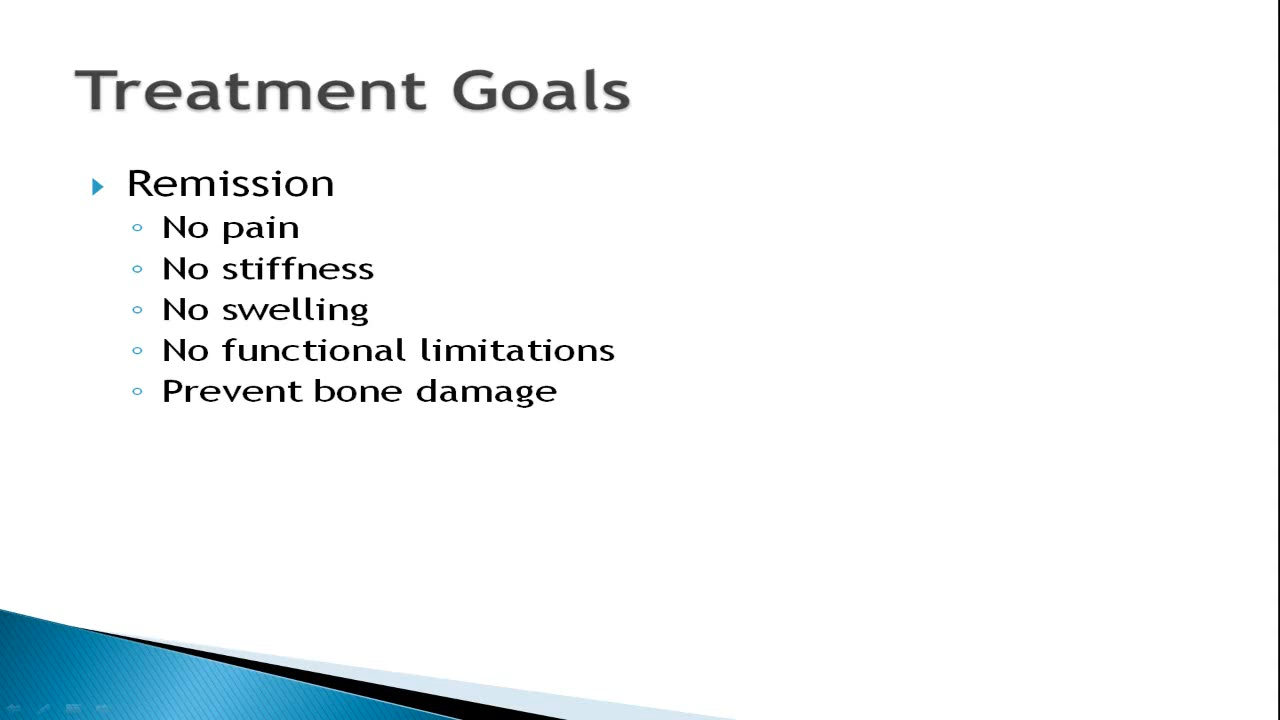 Treatment Goals
Remission
No pain
No stiffness
No swelling
No functional limitations
Prevent bone damage